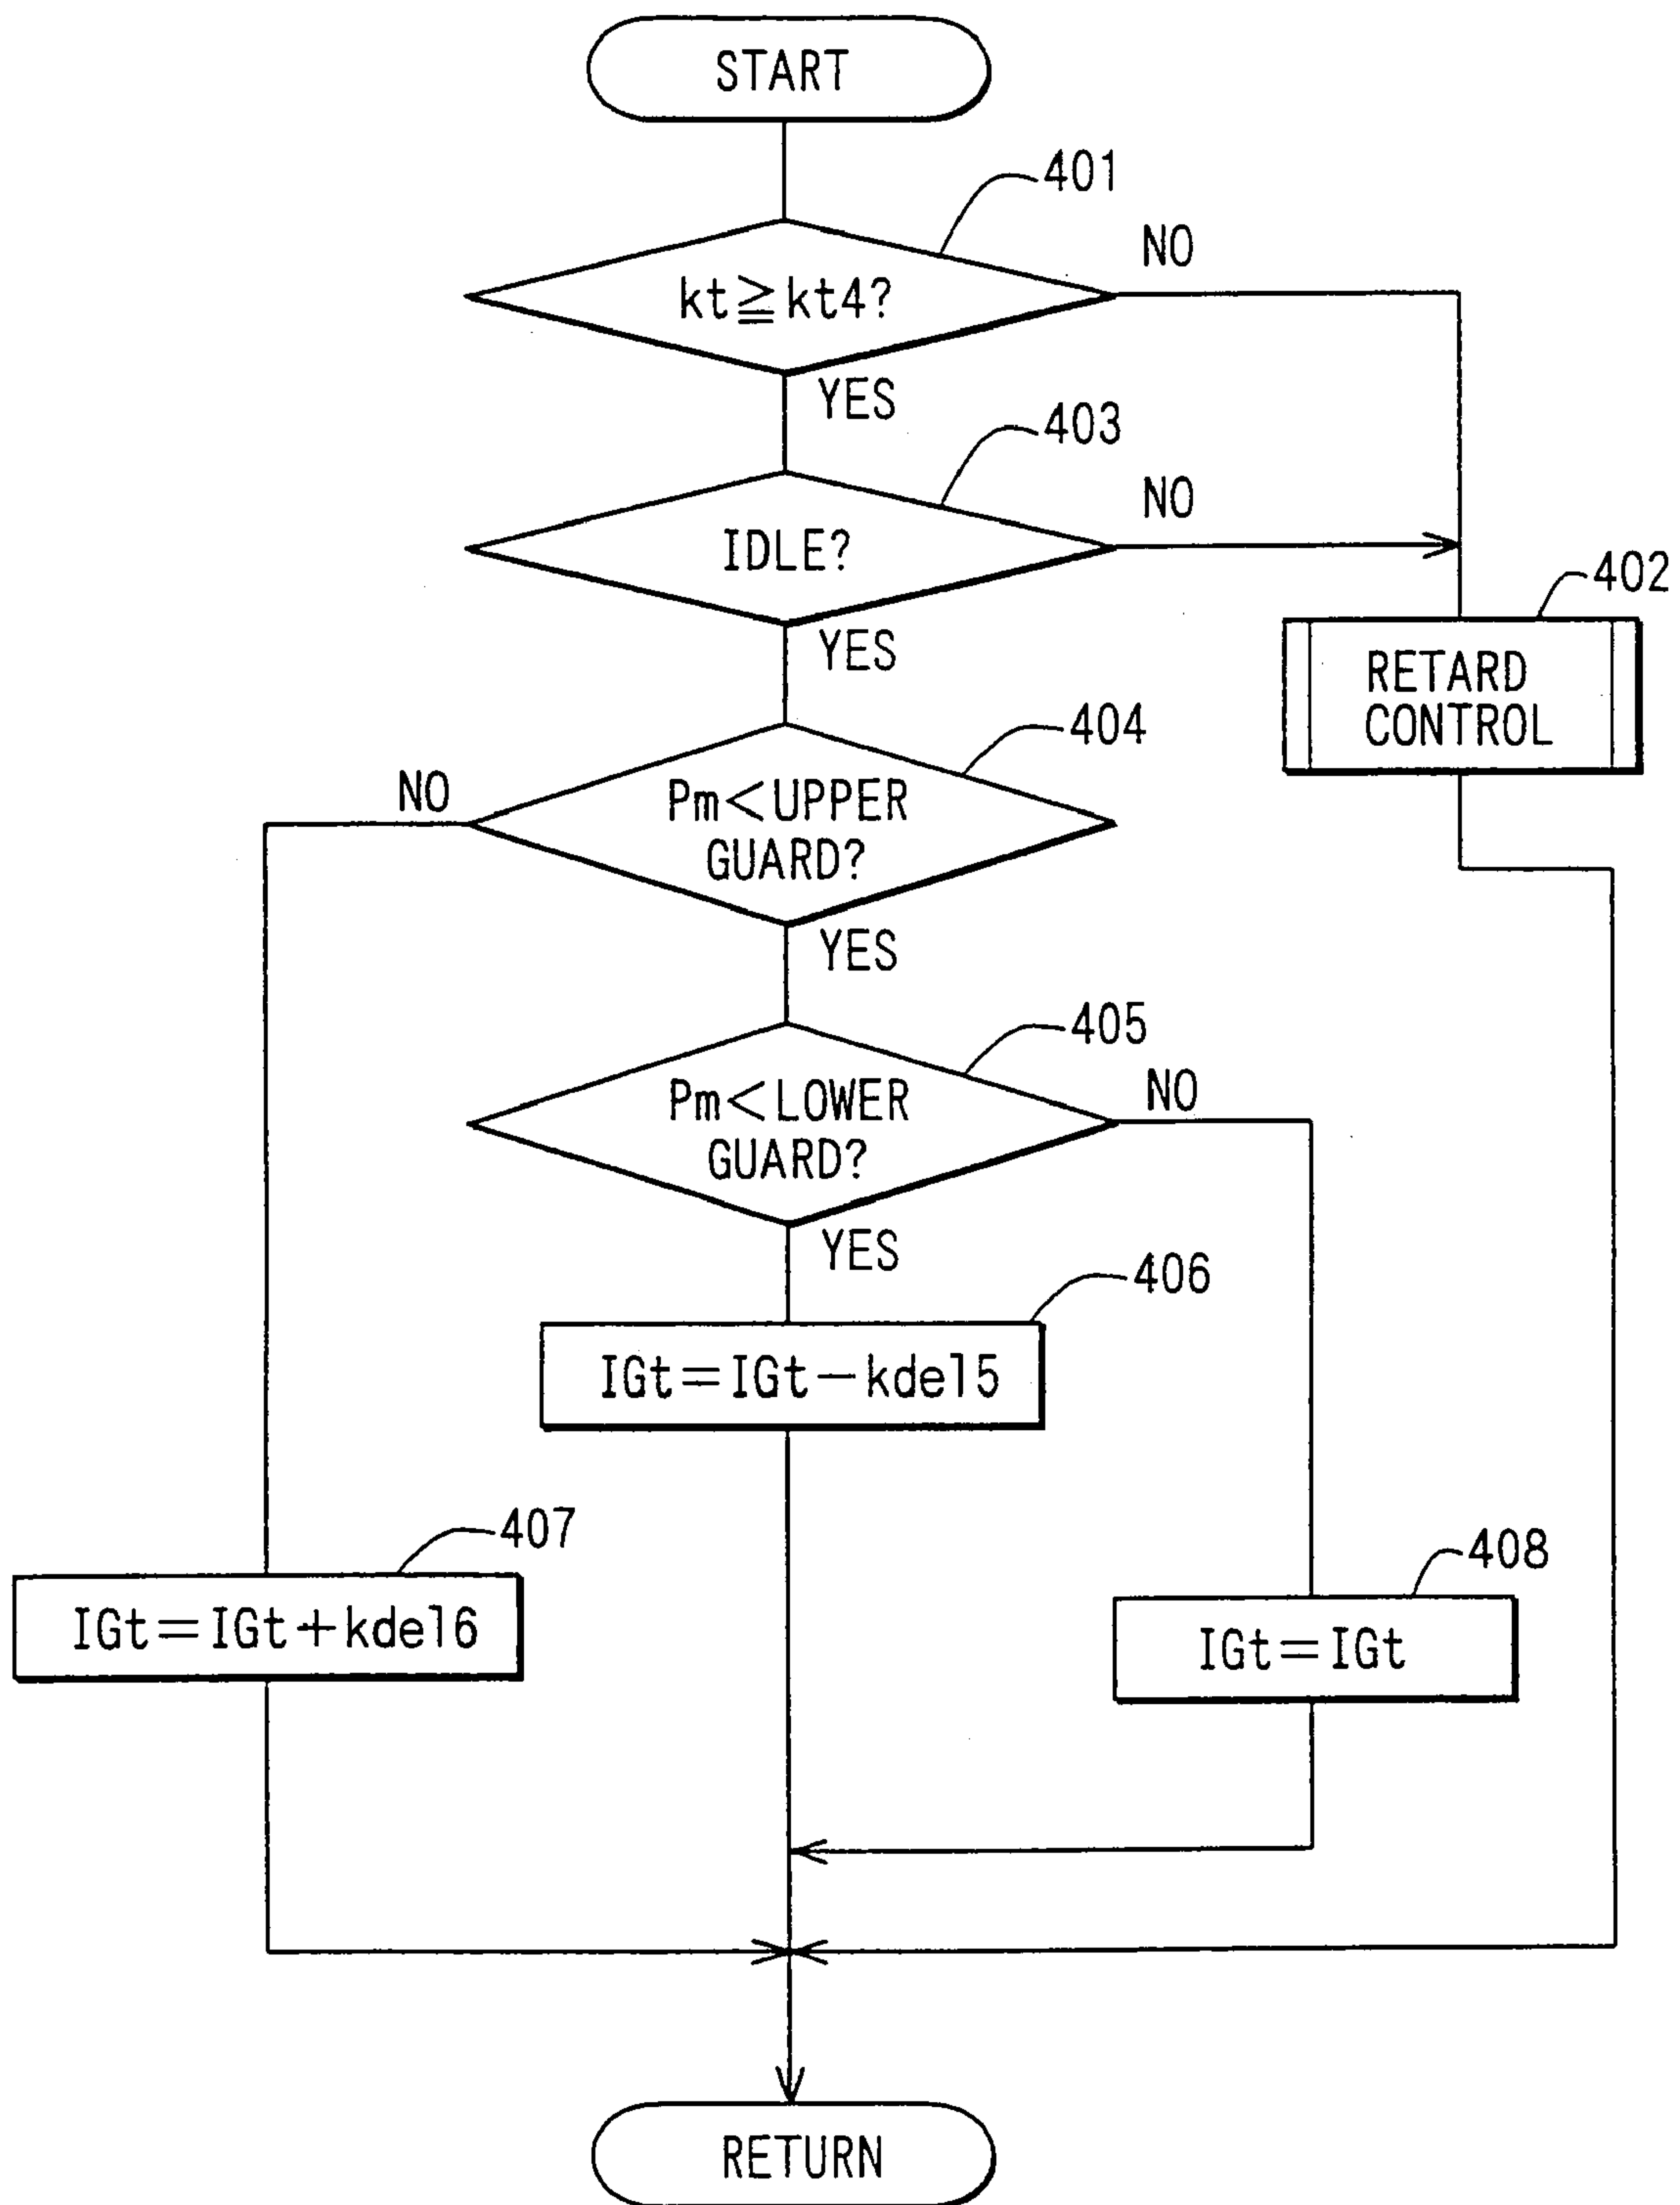 START
401
NO
kt≧kt4?
YES
403
NO
IDLE?
YES
402
RETARD
CONTROL
404
NO
Pm<UPPER
GUARD?
YES
405
NO
Pm<LOWER
GUARD?
YES
406
IGt=IGt-kdel5
407
IGt=IGt+kdel6
408
IGt=IGt
RETURN